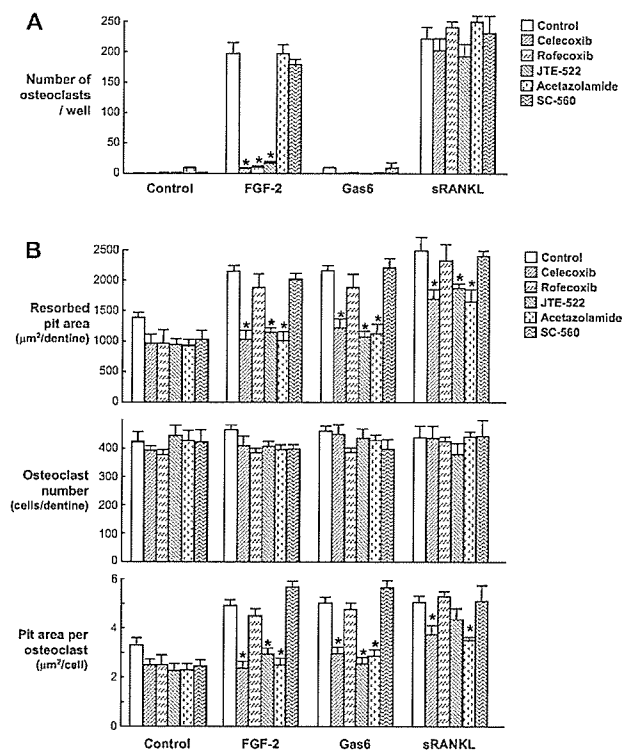 A
Number of
osteoclasts
/ well
250
200
150
100
50
0
* * *
Control
FGF-2
Gas6
sRANKL
Control
Celecoxib
Rofecoxib
JTE-522
Acetazolamide
SC-560
B
Resorbed
pit area
(μm²/dentine)
2500
2000
1500
1000
500
0
* * *
* * *
* * *
Control
Celecoxib
Rofecoxib
JTE-522
Acetazolamide
SC-560
Osteoclast
number
(cells/dentine)
400
300
200
100
0
Pit area per
osteoclast
(μm²/cell)
6
4
2
0
* * *
* * *
* *
Control
FGF-2
Gas6
sRANKL